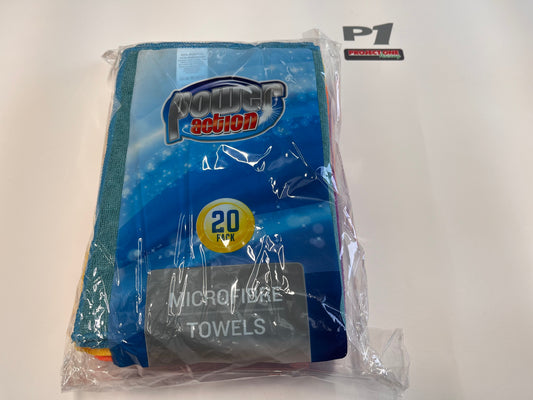 P1
power
action
20
PACK
MICROFIBRE
TOWELS